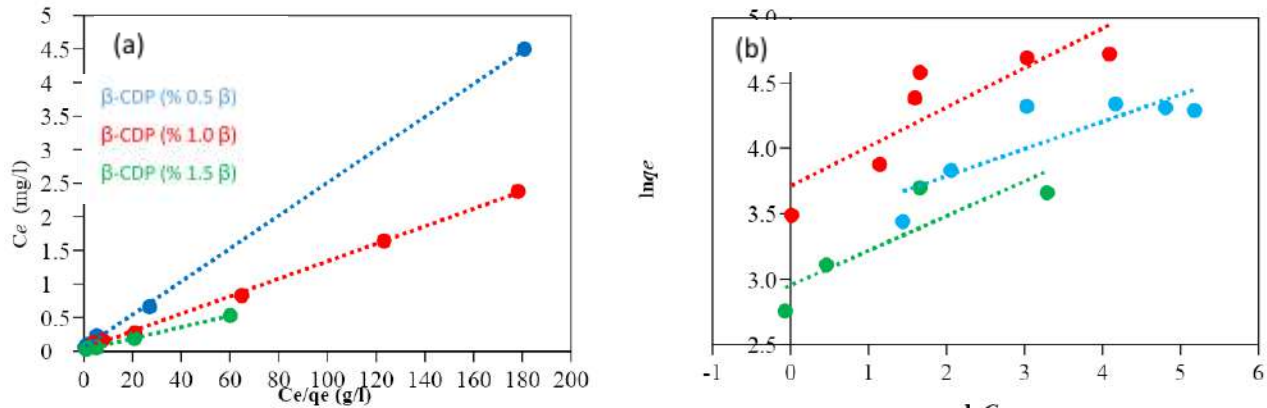 (a)
β-CDP (% 0.5 β)
β-CDP (% 1.0 β)
β-CDP (% 1.5 β)
Ce (mg/l)
5
4.5
4
3.5
3
2.5
2
1.5
1
0.5
0
0 20 40 60 80 100 120 140 160 180 200
Ce/qe (g/l)
(b)
lnqe
5.0
4.5
4.0
3.5
3.0
2.5
-1 0 1 2 3 4 5 6